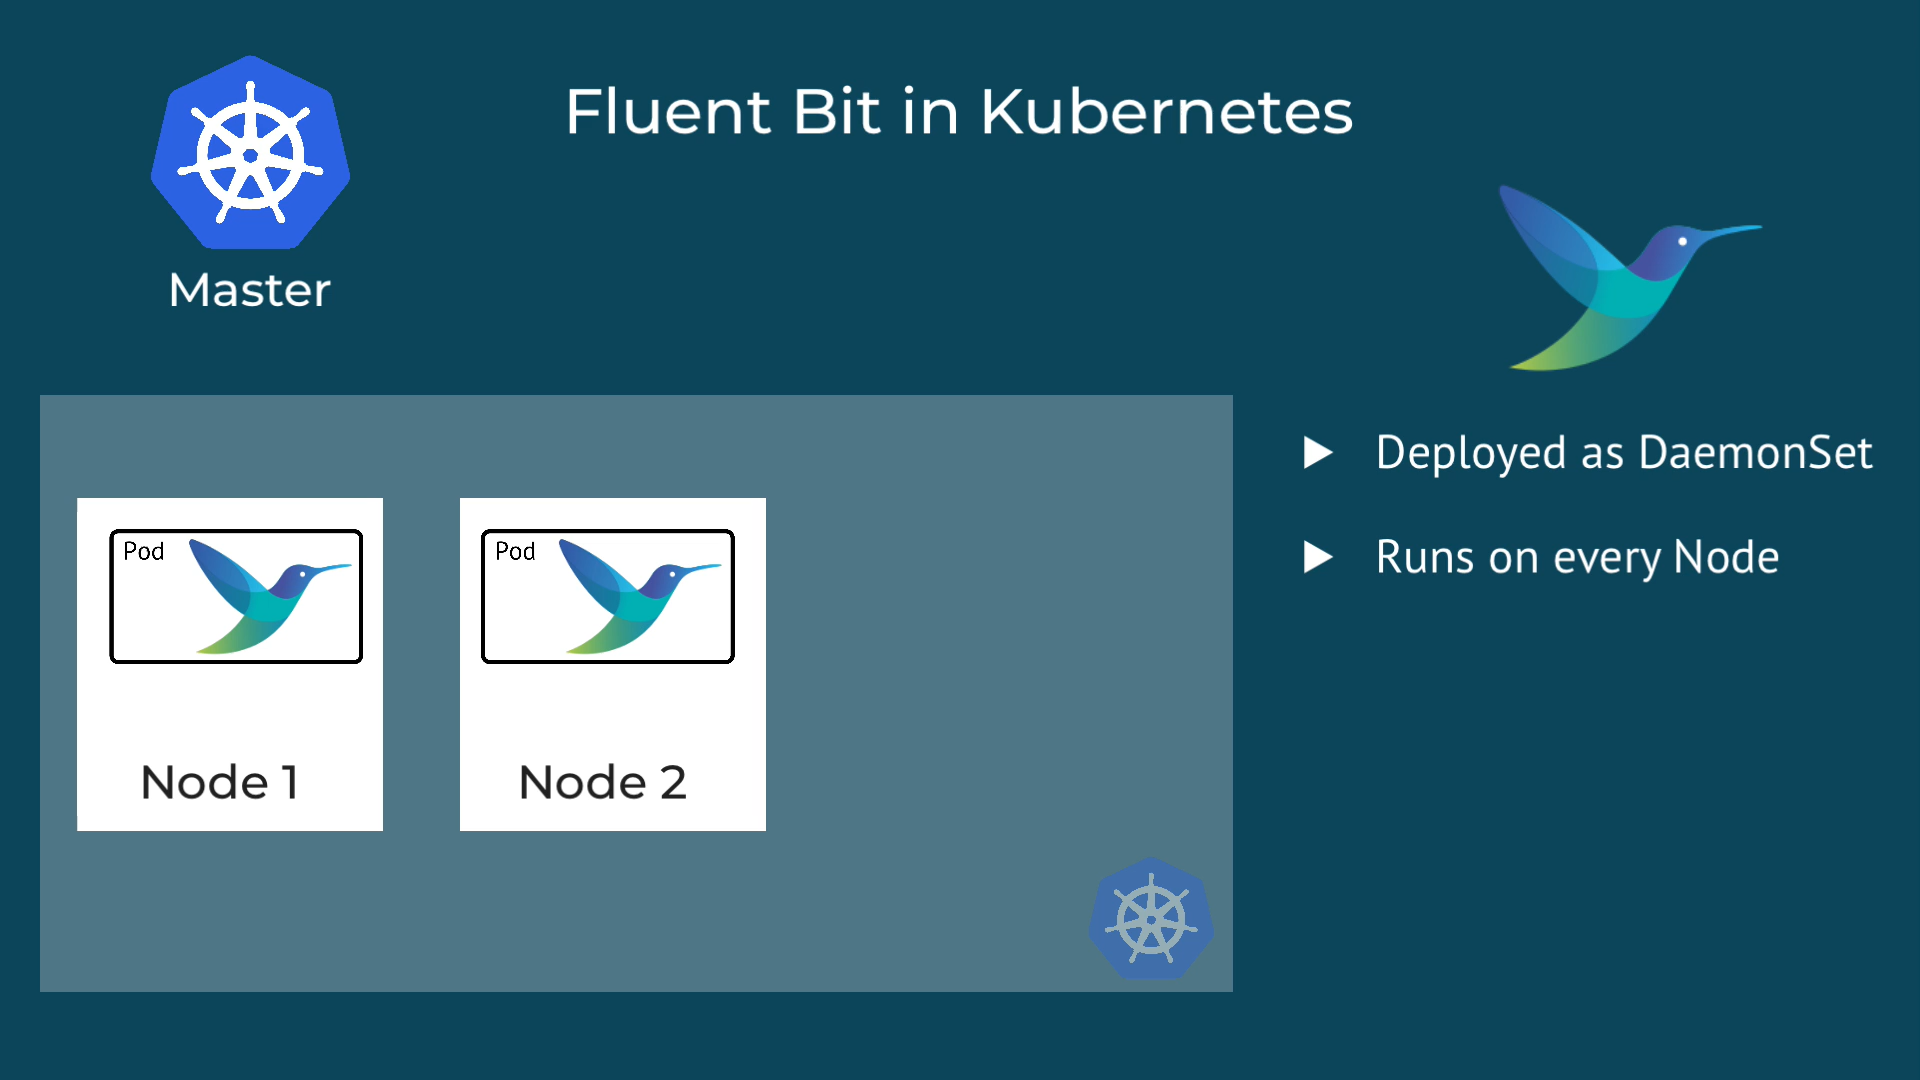 Fluent Bit in Kubernetes
Master
Deployed as DaemonSet
Runs on every Node
Pod
Pod
Node 1
Node 2